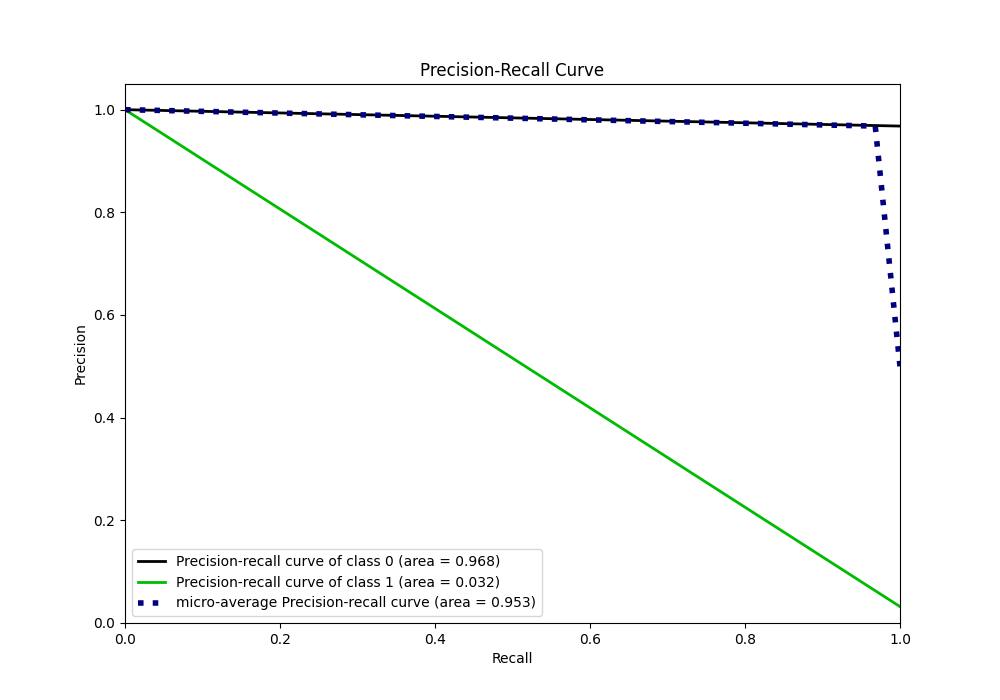 Precision-Recall Curve
1.0
0.8
0.6
0.4
0.2
0.0
Precision
Precision-recall curve of class 0 (area = 0.968)
Precision-recall curve of class 1 (area = 0.032)
micro-average Precision-recall curve (area = 0.953)
0.0 0.2 0.4 0.6 0.8 1.0
Recall